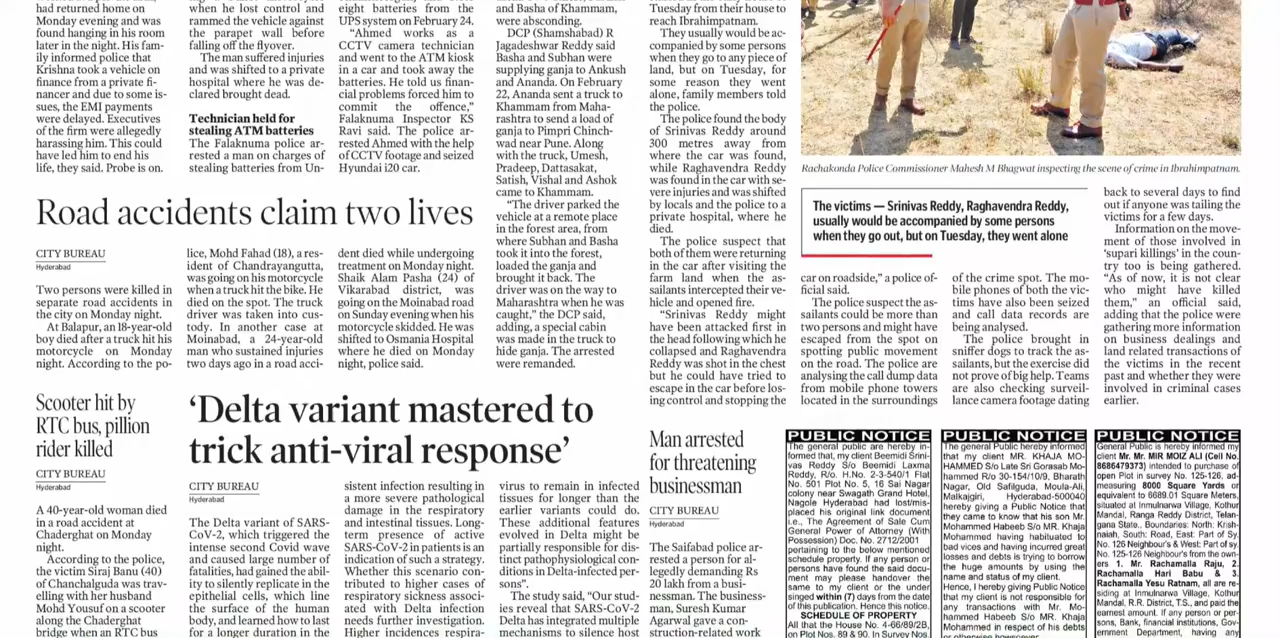 had returned home on
Monday evening and was
found hanging in his room
later in the night. His fam-
ily informed police that
Krishna took a vehicle on
finance from a private fi-
nancer and due to some is-
sues, the EMI payments
were delayed. Executives
of the firm were allegedly
harassing him. This could
have led him to end his
life, they said. Probe is on.
when he lost control and
rammed the vehicle against
the parapet wall before
falling off the flyover.
The man suffered injuries
and was shifted to a private
hospital where he was de-
clared brought dead.
Technician held for
stealing ATM batteries
The Falaknuma police ar-
rested a man on charges of
stealing batteries from Un-
eight batteries from the
UPS system on February 24.
“Ahmed works as a
CCTV camera technician
and went to the ATM kiosk
in a car and took away the
batteries. He told us finan-
cial problems forced him to
commit the offence,”
Falaknuma Inspector KS
Ravi said. The police ar-
rested Ahmed with the help
of CCTV footage and seized
Hyundai i20 car.
and Basha of Khammam,
were absconding.
DCP (Shamshabad) R
Jagadeshwar Reddy said
Basha and Subhan were
supplying ganja to Ankush
and Ananda. On February
22, Ananda sent a truck to
Khammam from Maha-
rashtra to send a load of
ganja to Pimpri Chinch-
wad near Pune. Along
with the truck, Umesh,
Pradeep, Dattasakat,
Satish, Vishal and Ashok
came to Khammam.
“The driver parked the
vehicle at a remote place
in the forest area, from
where Subhan and Basha
took it into the forest,
loaded the ganja and
brought it back. The
driver was on the way to
Maharashtra when he was
caught,” the DCP said,
adding, a special cabin
was made in the truck to
hide ganja. The arrested
were remanded.
Tuesday from their house to
reach Ibrahimpatnam.
They usually would be ac-
companied by some persons
when they go to any piece of
land, but on Tuesday, for
some reason they went
alone, family members told
the police.
The police found the body
of Srinivas Reddy around
300 metres away from
where the car was found,
while Raghavendra Reddy
was found in the car with se-
vere injuries and was shifted
by locals and the police to a
private hospital, where he
died.
The police suspect that
both of them were returning
in the car after visiting the
farm land when the as-
sailants intercepted their ve-
hicle and opened fire.
“Srinivas Reddy might
have been attacked first in
the head following which he
collapsed and Raghavendra
Reddy was shot in the chest
but he could have tried to
escape in the car before los-
ing control and stopping the
Rachakonda Police Commissioner Mahesh M Bhagwat inspecting the scene of crime in Ibrahimpatnam.
The victims — Srinivas Reddy, Raghavendra Reddy,
usually would be accompanied by some persons
when they go out, but on Tuesday, they went alone
car on roadside,” a police of-
ficial said.
The police suspect the as-
sailants could be more than
two persons and might have
escaped from the spot on
spotting public movement
on the road. The police are
analysing the call dump data
from mobile phone towers
located in the surroundings
of the crime spot. The mo-
bile phones of both the vic-
tims have also been seized
and call data records are
being analysed.
The police brought in
sniffer dogs to track the as-
sailants, but the exercise did
not prove of big help. Teams
are also checking surveil-
lance camera footage dating
back to several days to find
out if anyone was tailing the
victims for a few days.
Information on the move-
ment of those involved in
‘supari killings’ in the coun-
try too is being gathered.
“As of now, it is not clear
who might have killed
them,” an official said,
adding that the police were
gathering more information
on business dealings and
land related transactions of
the victims in the recent
past and whether they were
involved in criminal cases
earlier.
Road accidents claim two lives
CITY BUREAU
Hyderabad
Two persons were killed in
separate road accidents in
the city on Monday night.
At Balapur, an 18-year-old
boy died after a truck hit his
motorcycle on Monday
night. According to the po-
lice, Mohd Fahad (18), a res-
ident of Chandrayangutta,
was going on his motorcycle
when a truck hit the bike. He
died on the spot. The truck
driver was taken into cus-
tody. In another case at
Moinabad, a 24-year-old
man who sustained injuries
two days ago in a road acci-
dent died while undergoing
treatment on Monday night.
Shaik Alam Pasha (24) of
Vikarabad district, was
going on the Moinabad road
on Sunday evening when his
motorcycle skidded. He was
shifted to Osmania Hospital
where he died on Monday
night, police said.
Scooter hit by
RTC bus, pillion
rider killed
CITY BUREAU
Hyderabad
A 40-year-old woman died
in a road accident at
Chaderghat on Monday
night.
According to the police,
the victim Siraj Banu (40)
of Chanchalguda was trav-
elling with her husband
Mohd Yousuf on a scooter
along the Chaderghat
bridge when an RTC bus
‘Delta variant mastered to
trick anti-viral response’
CITY BUREAU
Hyderabad
The Delta variant of SARS-
CoV-2, which triggered the
intense second Covid wave
and caused large number of
fatalities, had gained the abil-
ity to silently replicate in the
epithelial cells, which line
the surface of the human
body, and learned how to last
for a longer duration in the
sistent infection resulting in
a more severe pathological
damage in the respiratory
and intestinal tissues. Long-
term presence of active
SARS-CoV-2 in patients is an
indication of such a strategy.
Whether this scenario con-
tributed to higher cases of
respiratory sickness associ-
ated with Delta infection
needs further investigation.
Higher incidences respira-
virus to remain in infected
tissues for longer than the
earlier variants could do.
These additional features
evolved in Delta might be
partially responsible for dis-
tinct pathophysiological con-
ditions in Delta-infected per-
sons”.
The study said, “Our stud-
ies reveal that SARS-CoV-2
Delta has integrated multiple
mechanisms to silence host
Man arrested
for threatening
businessman
CITY BUREAU
Hyderabad
The Saifabad police ar-
rested a person for al-
legedly demanding Rs
20 lakh from a busi-
nessman. The business-
man, Suresh Kumar
Agarwal gave a con-
struction-related work
PUBLIC NOTICE
The general public are hereby in-
formed that, my client Beemidi Srini-
vas Reddy S/o Beemidi Laxma
Reddy, R/o. H.No. 2-3-540/1 Flat
No. 501 Plot No. 5, 16 Sai Nagar
colony near Swagath Grand Hotel,
Nagole Hyderabad had lost/mis-
placed his original link document
i.e., The Agreement of Sale Cum
General Power of Attorney (With
Possession) Doc. No. 2712/2001
pertaining to the below mentioned
schedule property. If any person or
persons have found the said docu-
ment may please handover the
same to my client or the under
singed within (7) days from the date
of this publication. Hence this notice.
SCHEDULE OF PROPERTY
All that the House No. 4-66/89/2B,
on Plot Nos. 89 & 90. In Survey Nos
PUBLIC NOTICE
The general Public hereby informed
that my client MR. KHAJA MO-
HAMMED S/o Late Sri Gorasab Mo-
hammed R/o 30-154/10/9, Bharath
Nagar, Old Safilguda, Moula-Ali,
Malkajgiri, Hyderabad-500040
hereby giving a Public Notice that
they came to know that his son Mr.
Mohammed Habeeb S/o MR. Khaja
Mohammed having habituated to
bad vices and having incurred great
losses and debts is trying to borrow
the huge amounts by using the
name and status of my client.
Hence, I hereby giving Public Notice
that my client is not responsible for
any transactions with Mr. Mo-
hammed Habeeb S/o MR. Khaja
Mohammed in respect of his debts
PUBLIC NOTICE
General Public is hereby informed my
client Mr. Mr. MIR MOIZ ALI (Cell No.
8686479373) intended to purchase of
open Plot in survey No. 125-126, ad-
measuring 8000 Square Yards or
equivalent to 6689.01 Square Meters,
situated at Inmulnarwa Village, Kothur
Mandal, Ranga Reddy District, Telan-
gana State.. Boundaries: North: Krish-
naiah, South: Road, East: Part of Sy.
No. 126 Neighbour's & West: Part of sy.
No. 125-126 Neighbour's from the own-
ers 1. Mr. Rachamalla Raju, 2.
Rachamalla Hari Babu & 3.
Rachamalla Yesu Ratnam, all are re-
siding at Inmulnarwa Village, Kothur
Mandal, R.R. District, T.S., and paid the
earnest amount. If any person or per-
sons, Bank, financial Institutions, Gov-
ernment Department, having any